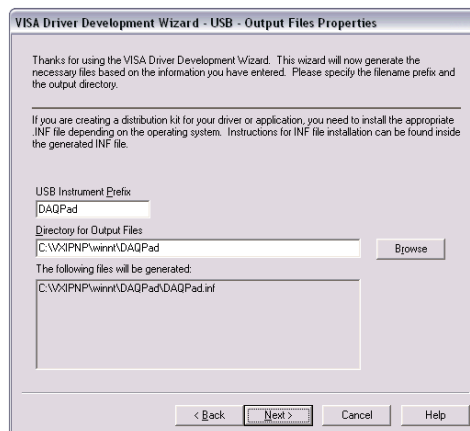 VISA Driver Development Wizard - USB - Output Files Properties
Thanks for using the VISA Driver Development Wizard. This wizard will now generate the
necessary files based on the information you have entered. Please specify the filename prefix and
the output directory.
If you are creating a distribution kit for your driver or application, you need to install the appropriate
.INF file depending on the operating system. Instructions for INF file installation can be found inside
the generated INF file.
USB Instrument Prefix
DAQPad
Directory for Output Files
C:\VXIPNP\winnt\DAQPad
Browse
The following files will be generated:
C:\VXIPNP\winnt\DAQPad\DAQPad.inf
< Back
Next >
Cancel
Help